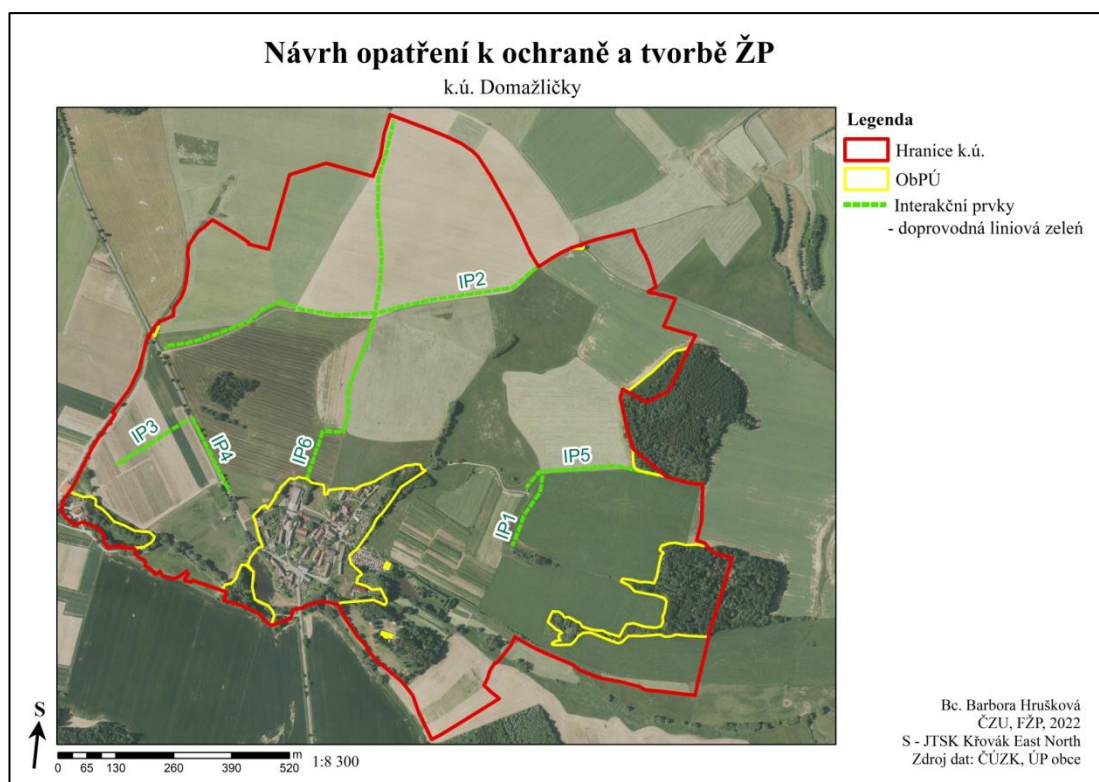 Návrh opatření k ochraně a tvorbě ŽP
k.ú. Domažličky
Legenda
Hranice k.ú.
ObPÚ
Interakční prvky
- doprovodná liniová zeleň
IP2
IP3
IP4
IP6
IP5
IP1
S
m
0 65 130 260 390 520
1:8 300
Bc. Barbora Hrušková
ČZU, FŽP, 2022
S - JTSK Křovák East North
Zdroj dat: ČÚZK, ÚP obce